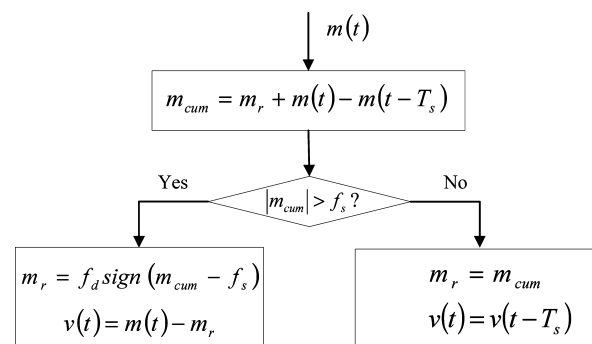 m(t)
m_cum = m_r + m(t) − m(t − T_s)
Yes
No
|m_cum| > f_s ?
m_r = f_d sign (m_cum − f_s)
v(t) = m(t) − m_r
m_r = m_cum
v(t) = v(t − T_s)